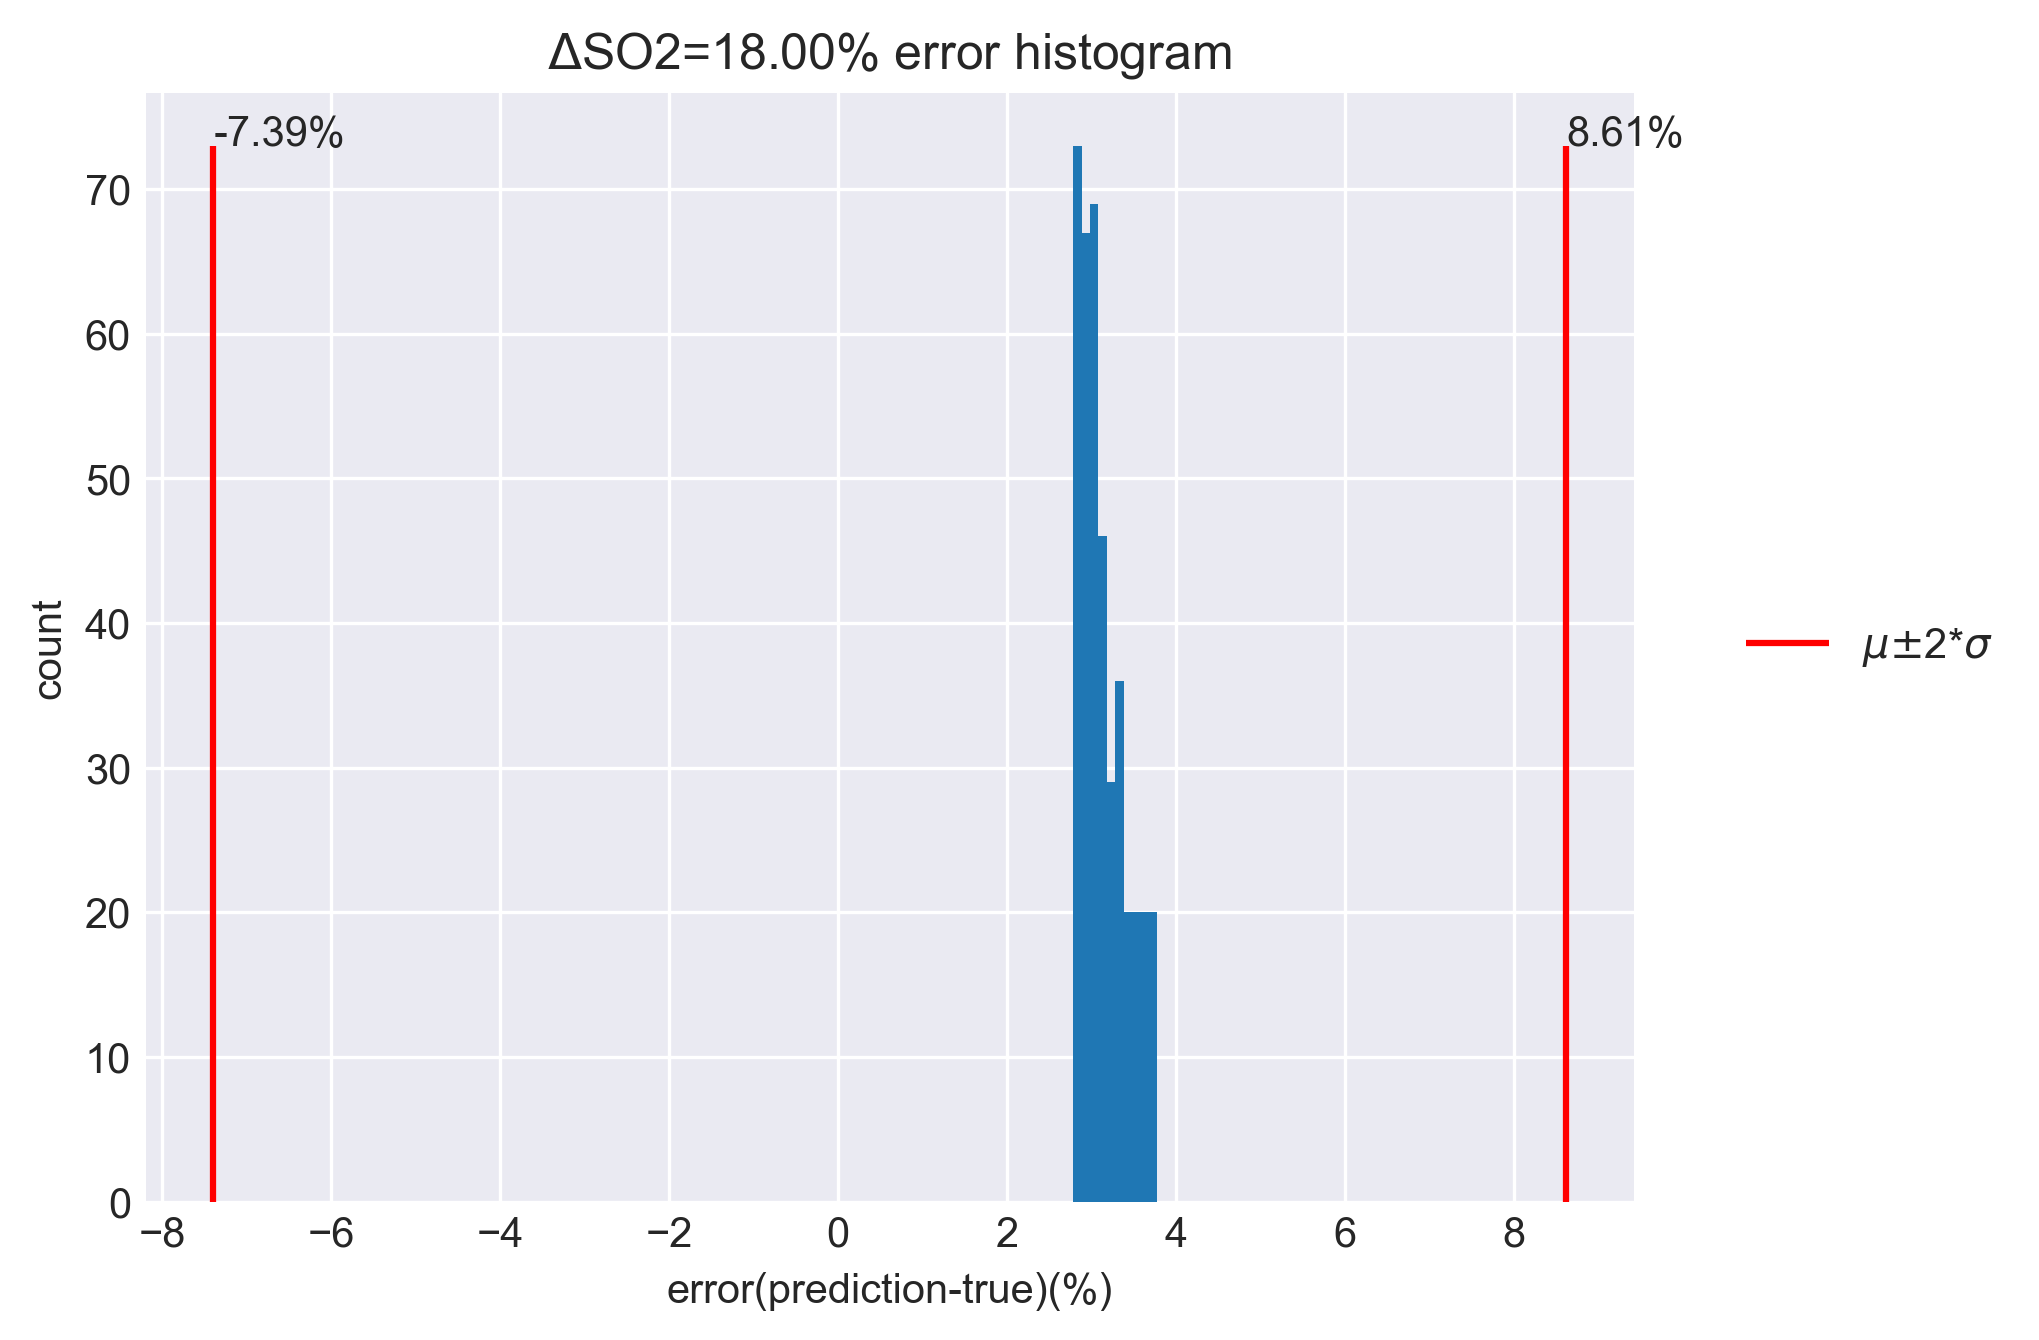 ΔSO2=18.00% error histogram
-7.39%
8.61%
70
60
50
40
30
20
10
0
count
μ±2*σ
−8 −6 −4 −2 0 2 4 6 8
error(prediction-true)(%)